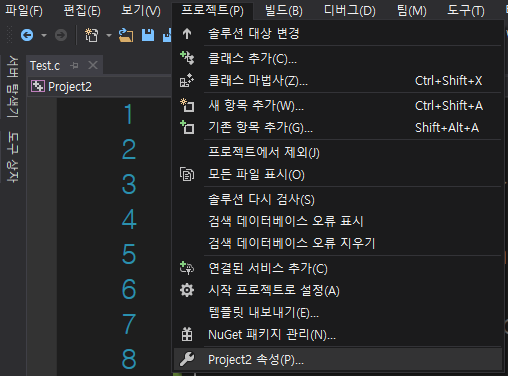 파일(F) 편집(E) 보기(V) 프로젝트(P) 빌드(B) 디버그(D) 팀(M) 도구(T)
솔루션 대상 변경
클래스 추가(C)...
클래스 마법사(Z)... Ctrl+Shift+X
새 항목 추가(W)... Ctrl+Shift+A
기존 항목 추가(G)... Shift+Alt+A
프로젝트에서 제외(J)
모든 파일 표시(O)
솔루션 다시 검사(S)
검색 데이터베이스 오류 표시
검색 데이터베이스 오류 지우기
연결된 서비스 추가(C)
시작 프로젝트로 설정(A)
템플릿 내보내기(E)...
NuGet 패키지 관리(N)...
Project2 속성(P)...
서버 탐색기
도구 상자
Test.c
Project2
1
2
3
4
5
6
7
8